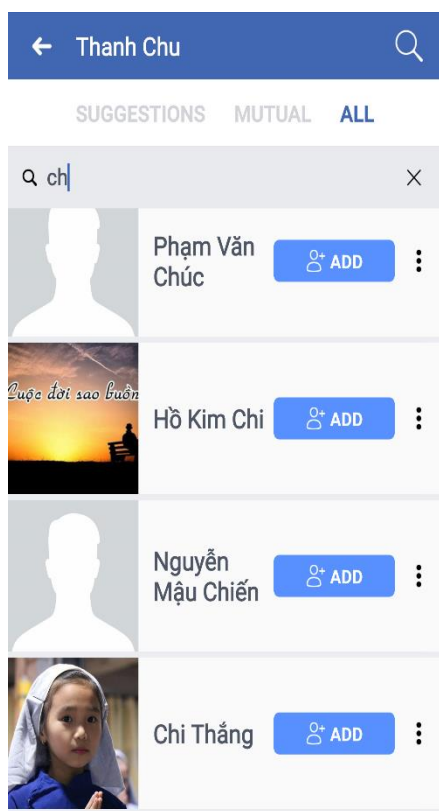 Thanh Chu
SUGGESTIONS MUTUAL ALL
ch
Phạm Văn
Chúc
ADD
Cuộc đời sao buồn
Hồ Kim Chi
ADD
Nguyễn
Mậu Chiến
ADD
Chi Thắng
ADD